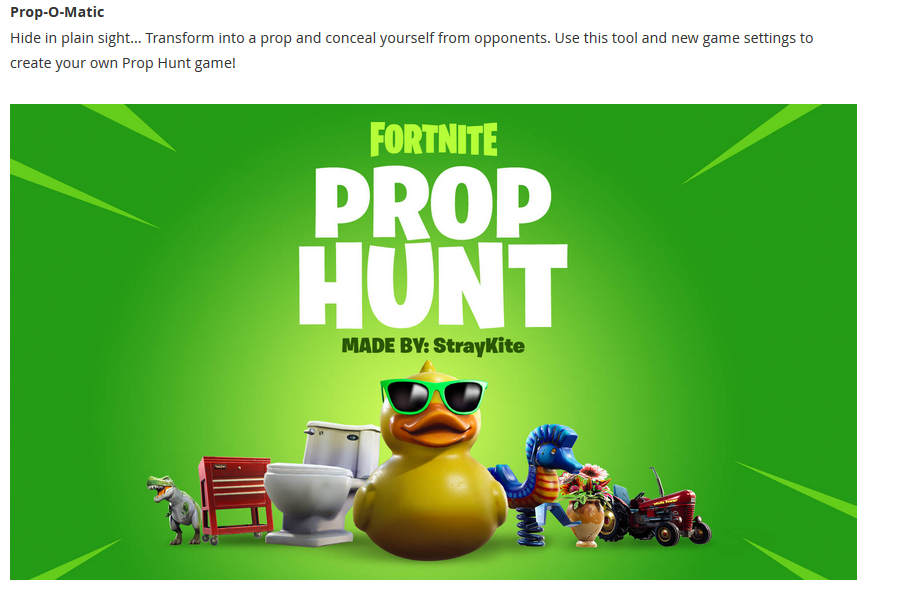 Prop-O-Matic
Hide in plain sight... Transform into a prop and conceal yourself from opponents. Use this tool and new game settings to
create your own Prop Hunt game!
FORTNITE
PROP
HUNT
MADE BY: StrayKite